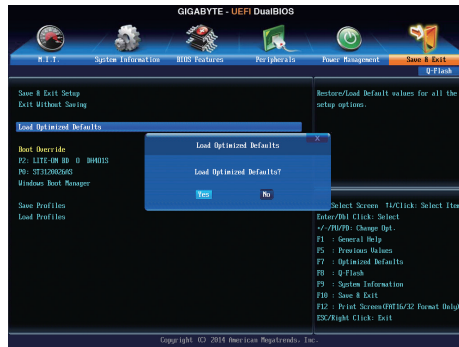 GIGABYTE - UEFI DualBIOS
M.I.T.
System Information
BIOS Features
Peripherals
Power Management
Save & Exit
Q-Flash
Save & Exit Setup
Exit Without Saving
Load Optimized Defaults
Boot Override
P2: LITE-ON BD O DH401S
P0: ST3120026AS
Windows Boot Manager
Save Profiles
Load Profiles
Restore/Load Default values for all the
setup options.
Load Optimized Defaults
X
Load Optimized Defaults?
Yes
No
Select Screen ↑↓/Click: Select Item
Enter/Dbl Click: Select
+/-/PU/PD: Change Opt.
F1 : General Help
F5 : Previous Values
F7 : Optimized Defaults
F8 : Q-Flash
F9 : System Information
F10 : Save & Exit
F12 : Print Screen(FAT16/32 Format Only)
ESC/Right Click: Exit
Copyright (C) 2014 American Megatrends, Inc.